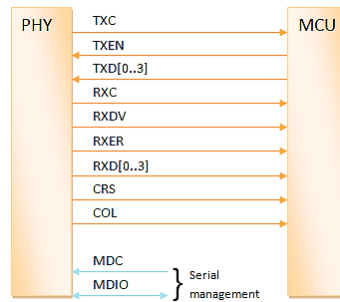 PHY
MCU
TXC
TXEN
TXD[0..3]
RXC
RXDV
RXER
RXD[0..3]
CRS
COL
MDC
MDIO
Serial
management